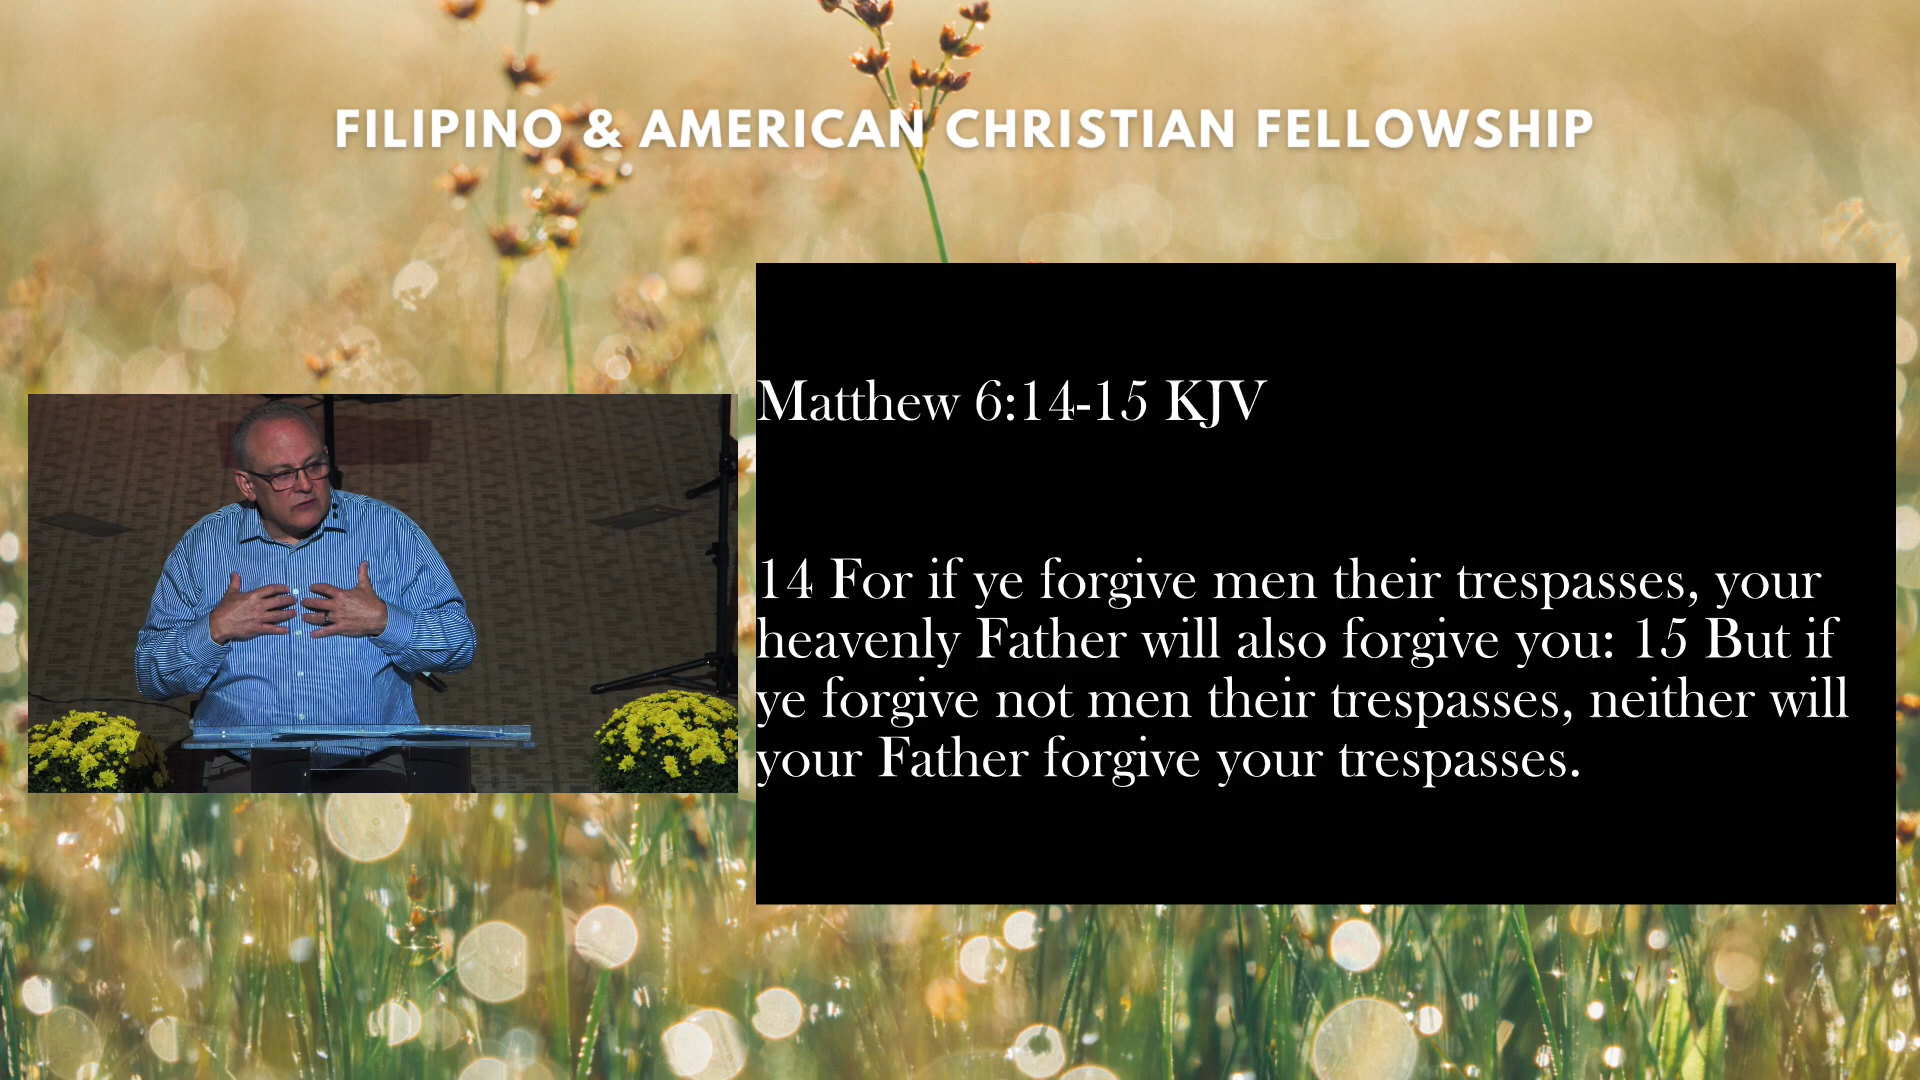 FILIPINO & AMERICAN CHRISTIAN FELLOWSHIP
Matthew 6:14-15 KJV
14 For if ye forgive men their trespasses, your
heavenly Father will also forgive you: 15 But if
ye forgive not men their trespasses, neither will
your Father forgive your trespasses.